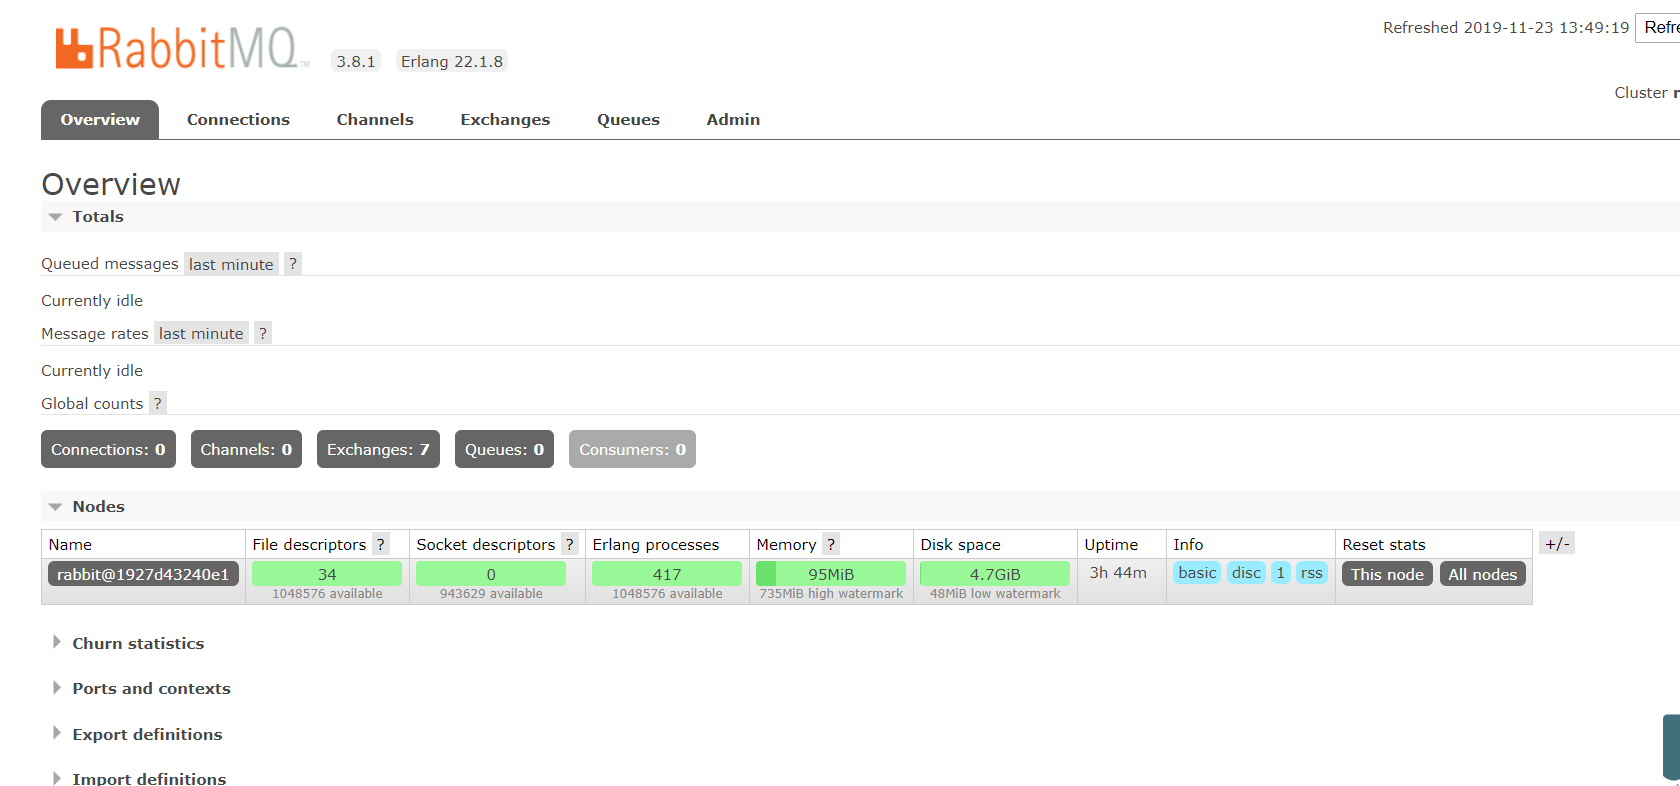 RabbitMQ™ 3.8.1 Erlang 22.1.8
Refreshed 2019-11-23 13:49:19
Cluster
Overview Connections Channels Exchanges Queues Admin
Overview
Totals
Queued messages last minute ?
Currently idle
Message rates last minute ?
Currently idle
Global counts ?
Connections: 0 Channels: 0 Exchanges: 7 Queues: 0 Consumers: 0
Nodes
Name File descriptors ? Socket descriptors ? Erlang processes Memory ? Disk space Uptime Info Reset stats +/-
rabbit@1927d43240e1 34 0 417 95MiB 4.7GiB 3h 44m basic disc 1 rss This node All nodes
1048576 available 943629 available 1048576 available 735MiB high watermark 48MiB low watermark
Churn statistics
Ports and contexts
Export definitions
Import definitions